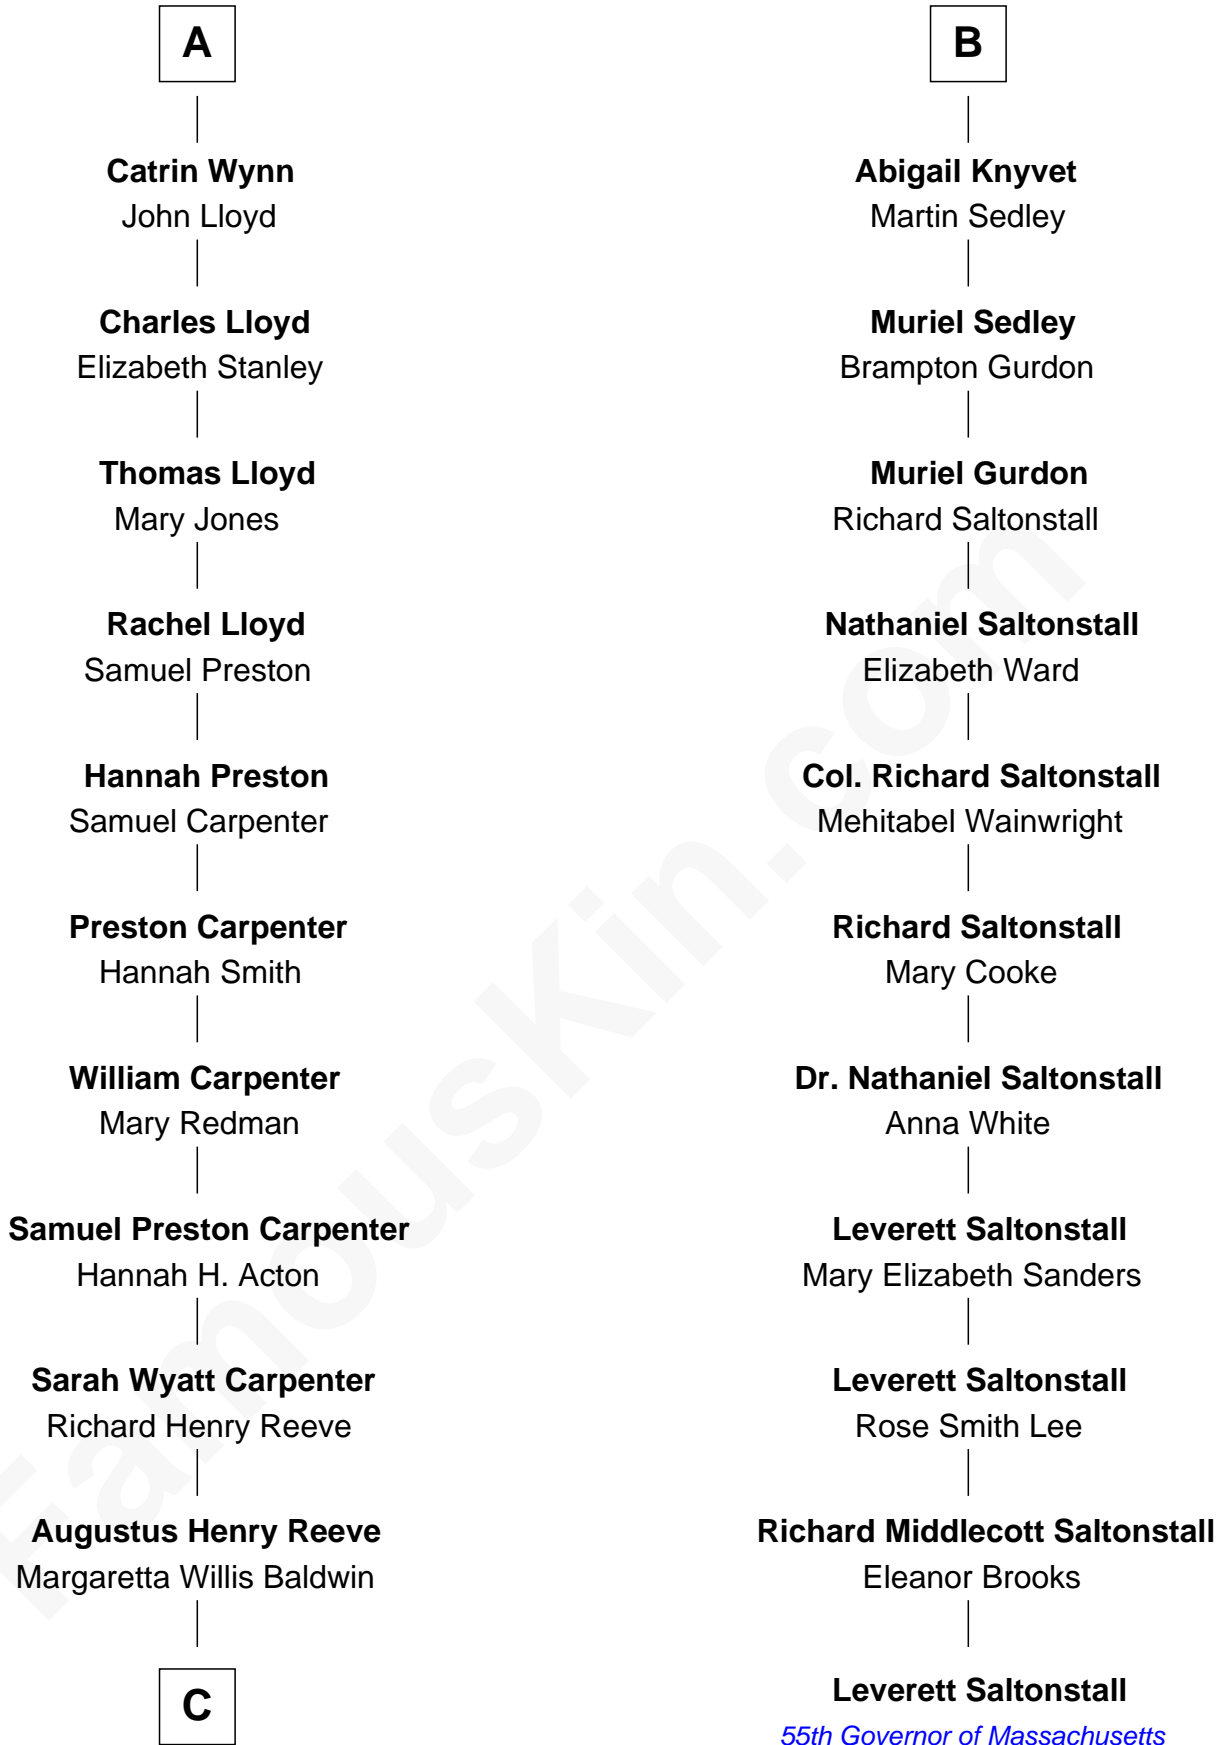 A
Catrin Wynn
John Lloyd
Charles Lloyd
Elizabeth Stanley
Thomas Lloyd
Mary Jones
Rachel Lloyd
Samuel Preston
Hannah Preston
Samuel Carpenter
Preston Carpenter
Hannah Smith
William Carpenter
Mary Redman
Samuel Preston Carpenter
Hannah H. Acton
Sarah Wyatt Carpenter
Richard Henry Reeve
Augustus Henry Reeve
Margaretta Willis Baldwin
C
B
Abigail Knyvet
Martin Sedley
Muriel Sedley
Brampton Gurdon
Muriel Gurdon
Richard Saltonstall
Nathaniel Saltonstall
Elizabeth Ward
Col. Richard Saltonstall
Mehitabel Wainwright
Richard Saltonstall
Mary Cooke
Dr. Nathaniel Saltonstall
Anna White
Leverett Saltonstall
Mary Elizabeth Sanders
Leverett Saltonstall
Rose Smith Lee
Richard Middlecott Saltonstall
Eleanor Brooks
Leverett Saltonstall
55th Governor of Massachusetts
FamousKin.com